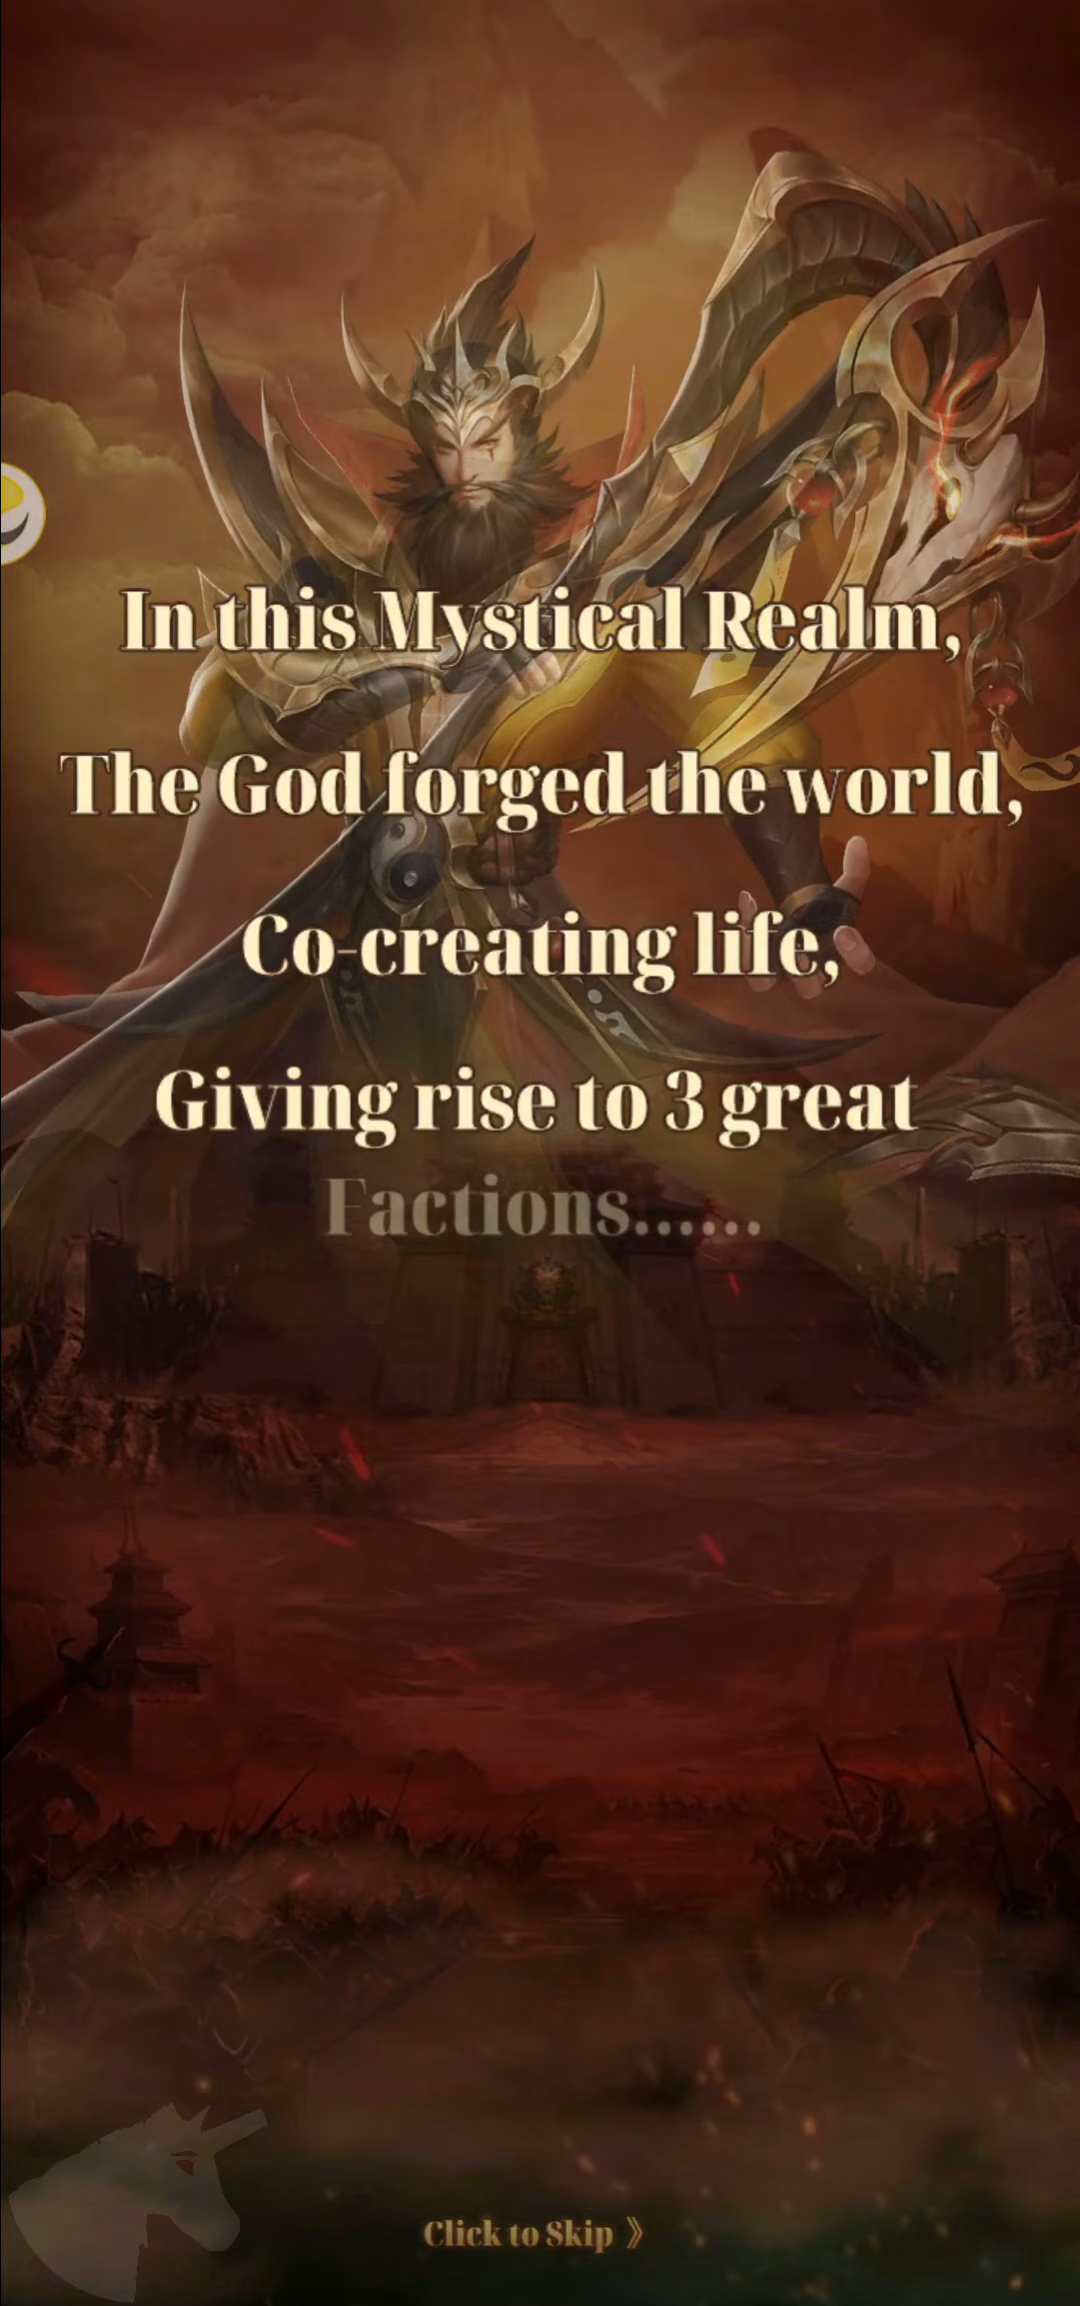 In this Mystical Realm,
The God forged the world,
Co-creating life,
Giving rise to 3 great
Factions......
Click to Skip 》